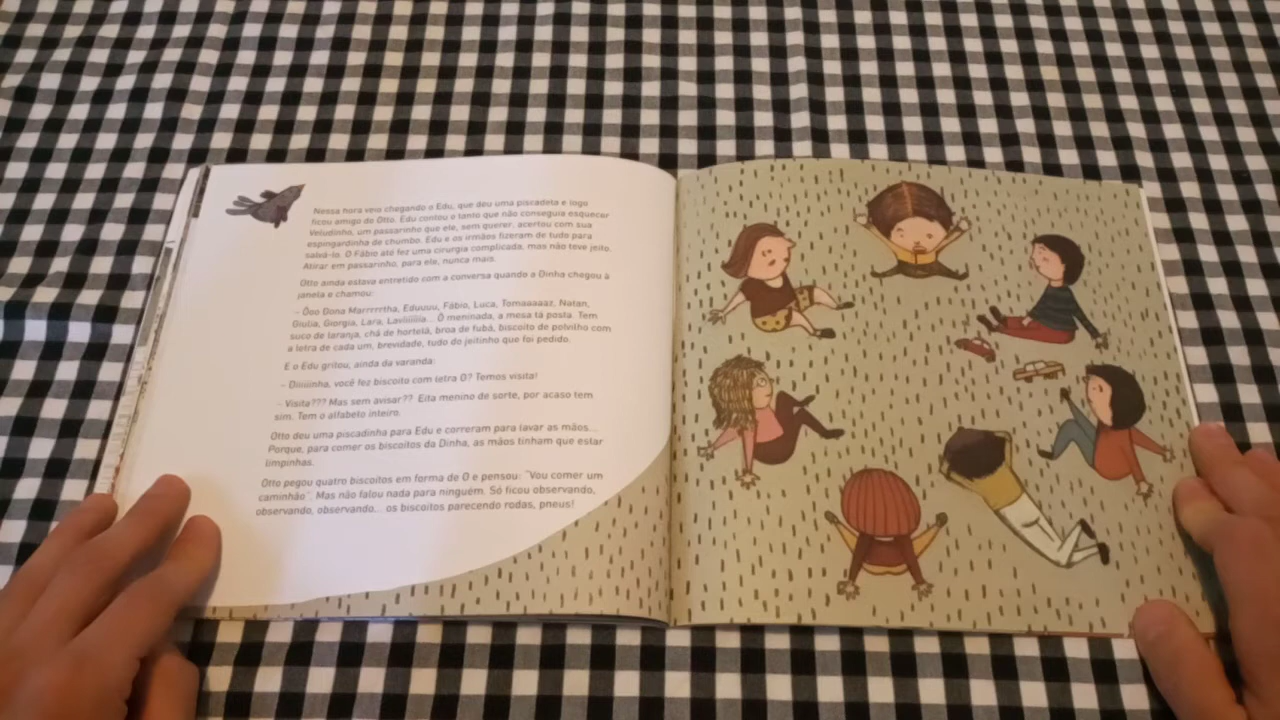 Nessa hora veio chegando o Edu, que deu uma piscadela e logo
ficou amigo de Otto. Edu contou o tanto que não conseguia esquecer
Veludinho, um passarinho que ele, sem querer, acertou com sua
espingardinha de chumbo. Edu e os irmãos fizeram de tudo para
salvá-lo. O Fábio até fez uma cirurgia complicada, mas não teve jeito.
Atirar em passarinho, para ele, nunca mais.
Otto ainda estava entretido com a conversa quando a Dinha chegou à
janela e chamou:
– Ôoo Dona Marrrrrtha, Eduuuu, Fábio, Luca, Tomaaaaaz, Natan,
Giulia, Giorgia, Lara, Ô meninada, a mesa tá posta. Tem
suco de laranja, chá de hortelã, broa de fubá, biscoito de polvilho com
a letra de cada um, brevidade, tudo do jeitinho que foi pedido.
E o Edu gritou, ainda da varanda:
– Diiiiinha, você fez biscoito com letra O? Temos visita!
– Visita??? Mas sem avisar?? Eita menino de sorte, por acaso tem
sim. Tem o alfabeto inteiro.
Otto deu uma piscadinha para Edu e correram para lavar as mãos...
Porque, para comer os biscoitos da Dinha, as mãos tinham que estar
limpinhas.
Otto pegou quatro biscoitos em forma de O e pensou: "Vou comer um
caminhão". Mas não falou nada para ninguém. Só ficou observando,
observando, observando... os biscoitos parecendo rodas, pneus!